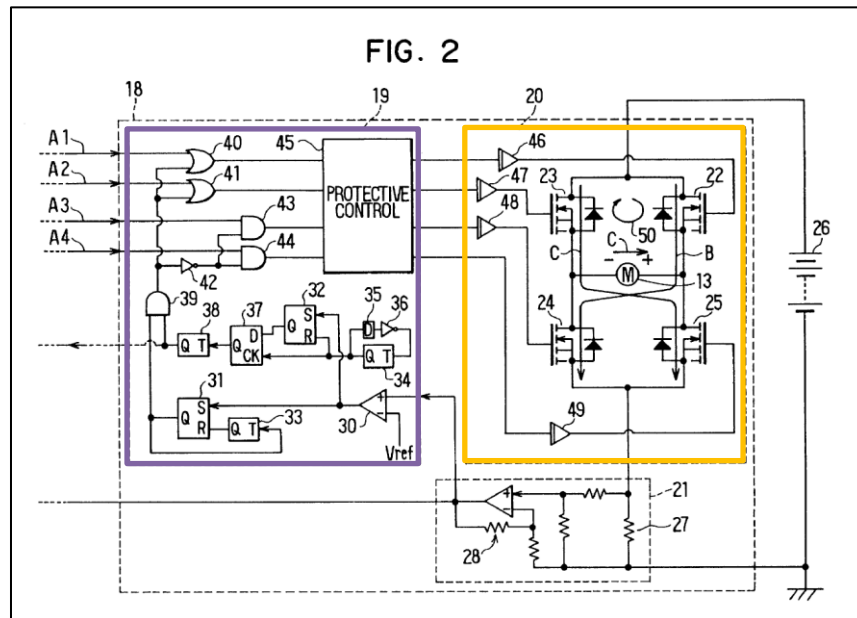 FIG. 2
18
19
20
A1
A2
A3
A4
40
41
43
44
42
45
PROTECTIVE
CONTROL
46
47
48
49
23
22
50
C
C
B
- +
M
13
24
25
26
39
38
Q T
37
D
Q
CK
32
S
Q
R
35
D
36
Q T
34
31
S
Q
R
33
Q T
+
-
30
Vref
+
-
21
27
28